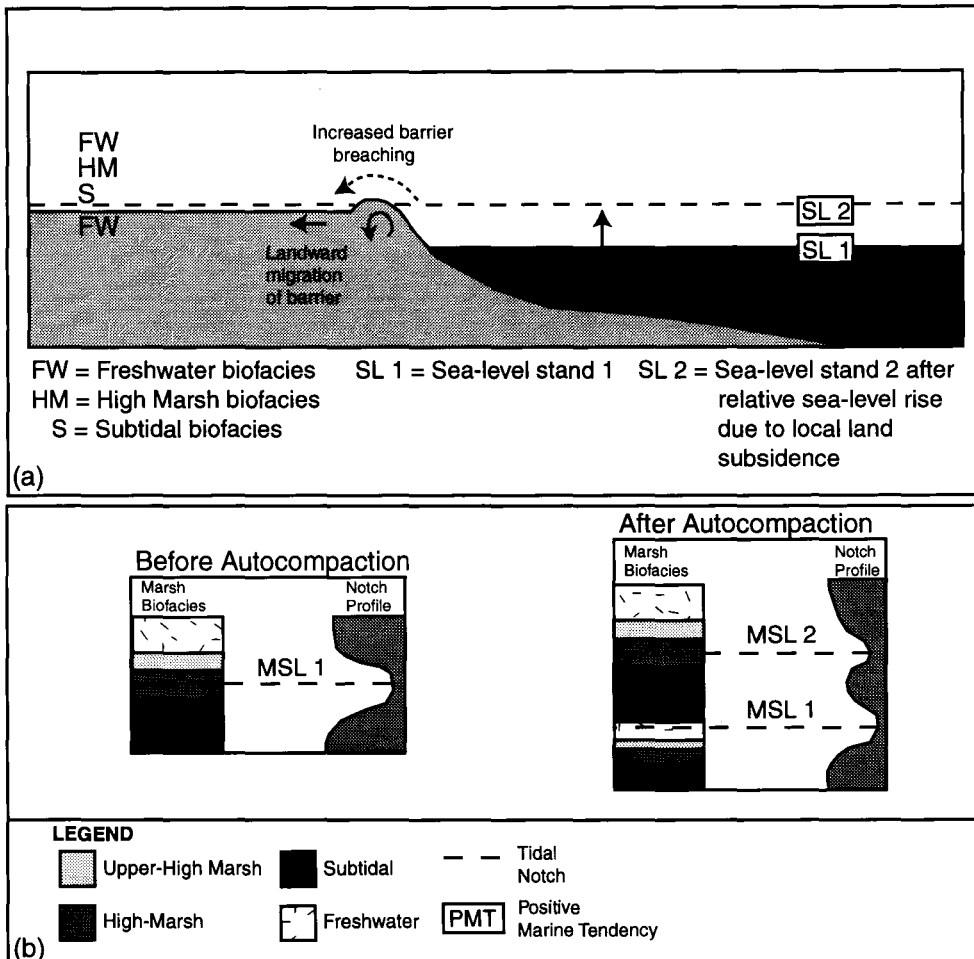 Increased barrier
breaching
FW
HM
S
FW
SL 2
SL 1
Landward
migration
of barrier
FW = Freshwater biofacies
HM = High Marsh biofacies
S = Subtidal biofacies
SL 1 = Sea-level stand 1
SL 2 = Sea-level stand 2 after
relative sea-level rise
due to local land
subsidence
(a)
Before Autocompaction
Marsh
Biofacies
Notch
Profile
MSL 1
After Autocompaction
Marsh
Biofacies
Notch
Profile
MSL 2
MSL 1
LEGEND
Upper-High Marsh
Subtidal
Tidal
Notch
High-Marsh
Freshwater
PMT
Positive
Marine Tendency
(b)